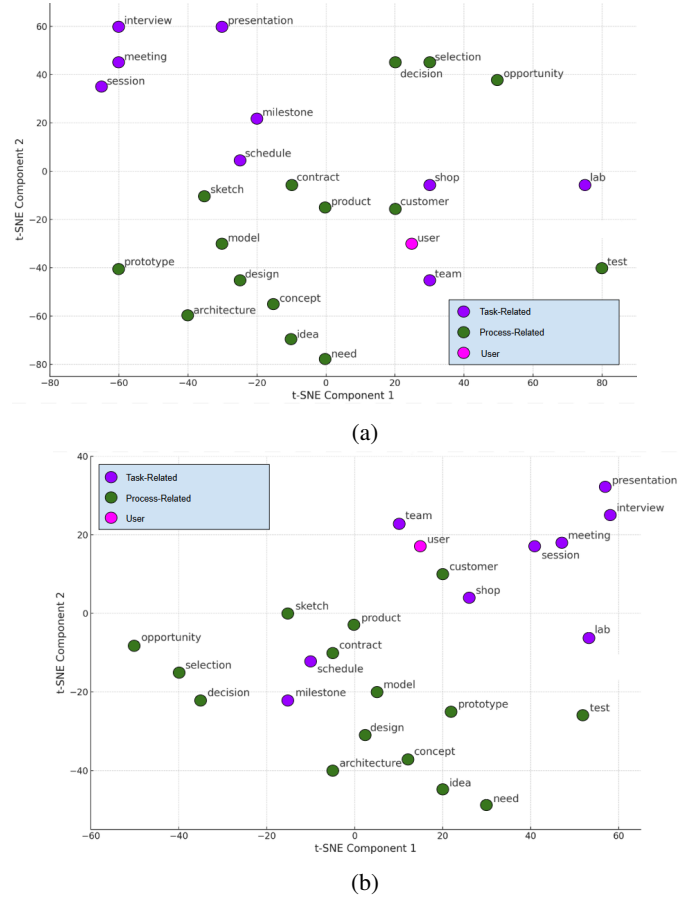 interview
presentation
60
meeting
selection
decision
opportunity
session
40
milestone
20
schedule
contract
shop
lab
0
sketch
product
customer
-20
model
user
prototype
design
team
test
-40
concept
architecture
-60
idea
need
-80
Task-Related
Process-Related
User
t-SNE Component 2
-80 -60 -40 -20 0 20 40 60 80
t-SNE Component 1
(a)
40
Task-Related
Process-Related
User
presentation
interview
team
20
user
meeting
session
customer
shop
sketch
0
product
lab
opportunity
contract
schedule
selection
decision
milestone
model
-20
prototype
test
design
concept
architecture
-40
idea
need
t-SNE Component 2
-60 -40 -20 0 20 40 60
t-SNE Component 1
(b)